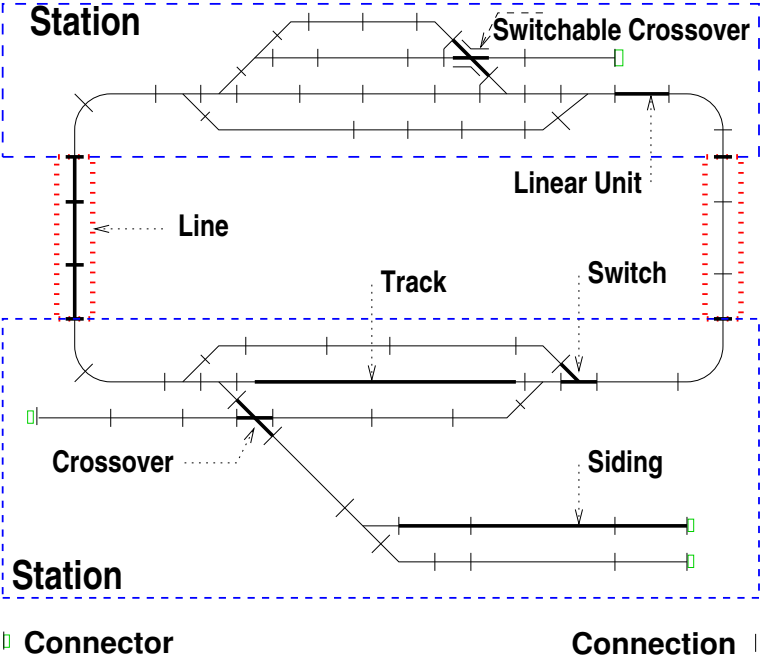 Station
Switchable Crossover
Linear Unit
Line
Track
Switch
Crossover
Siding
Station
Connector
Connection